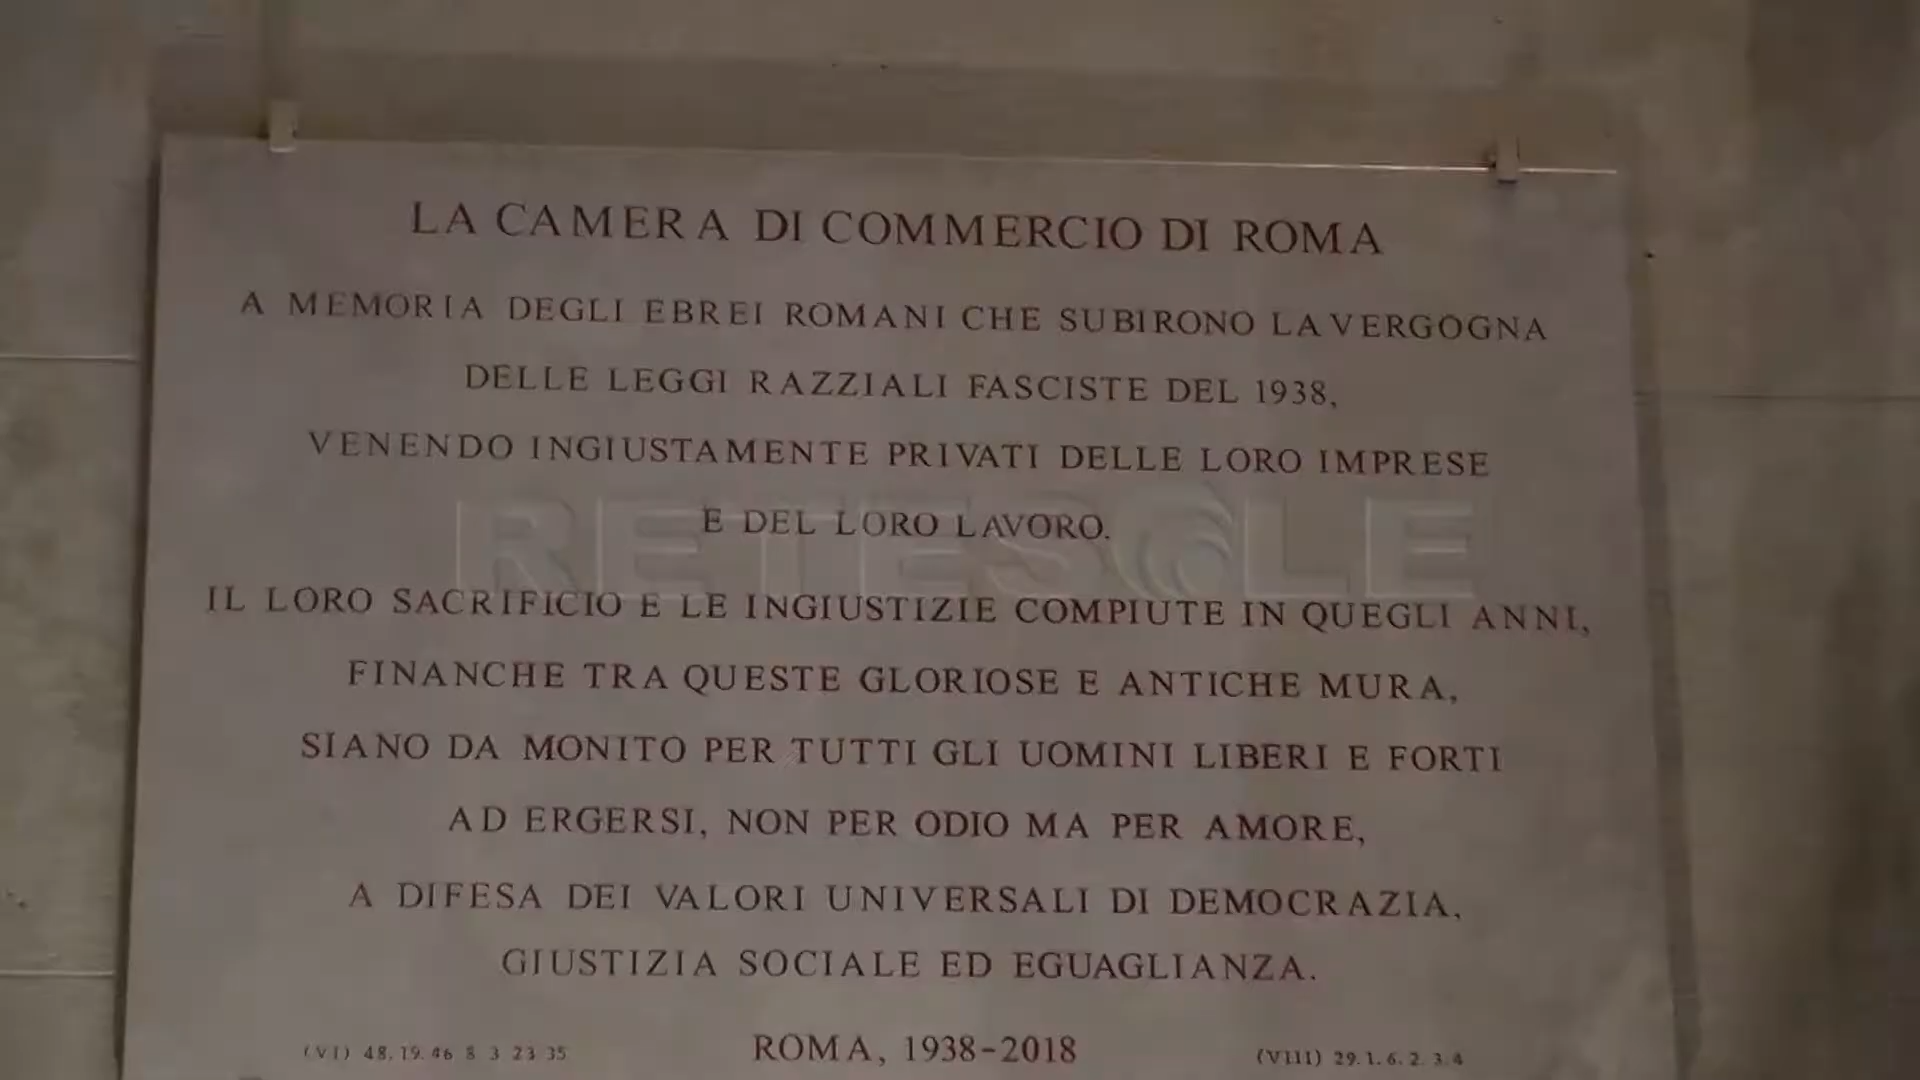 LA CAMERA DI COMMERCIO DI ROMA
A MEMORIA DEGLI EBREI ROMANI CHE SUBIRONO LA VERGOGNA
DELLE LEGGI RAZZIALI FASCISTE DEL 1938,
VENENDO INGIUSTAMENTE PRIVATI DELLE LORO IMPRESE
E DEL LORO LAVORO.
RETESOLE
IL LORO SACRIFICIO E LE INGIUSTIZIE COMPIUTE IN QUEGLI ANNI,
FINANCHE TRA QUESTE GLORIOSE E ANTICHE MURA,
SIANO DA MONITO PER TUTTI GLI UOMINI LIBERI E FORTI
AD ERGERSI, NON PER ODIO MA PER AMORE,
A DIFESA DEI VALORI UNIVERSALI DI DEMOCRAZIA,
GIUSTIZIA SOCIALE ED EGUAGLIANZA.
(VI) 48. 19. 46 8 3 23 35 ROMA, 1938-2018 (VIII) 29. 1. 6. 2. 3. 4